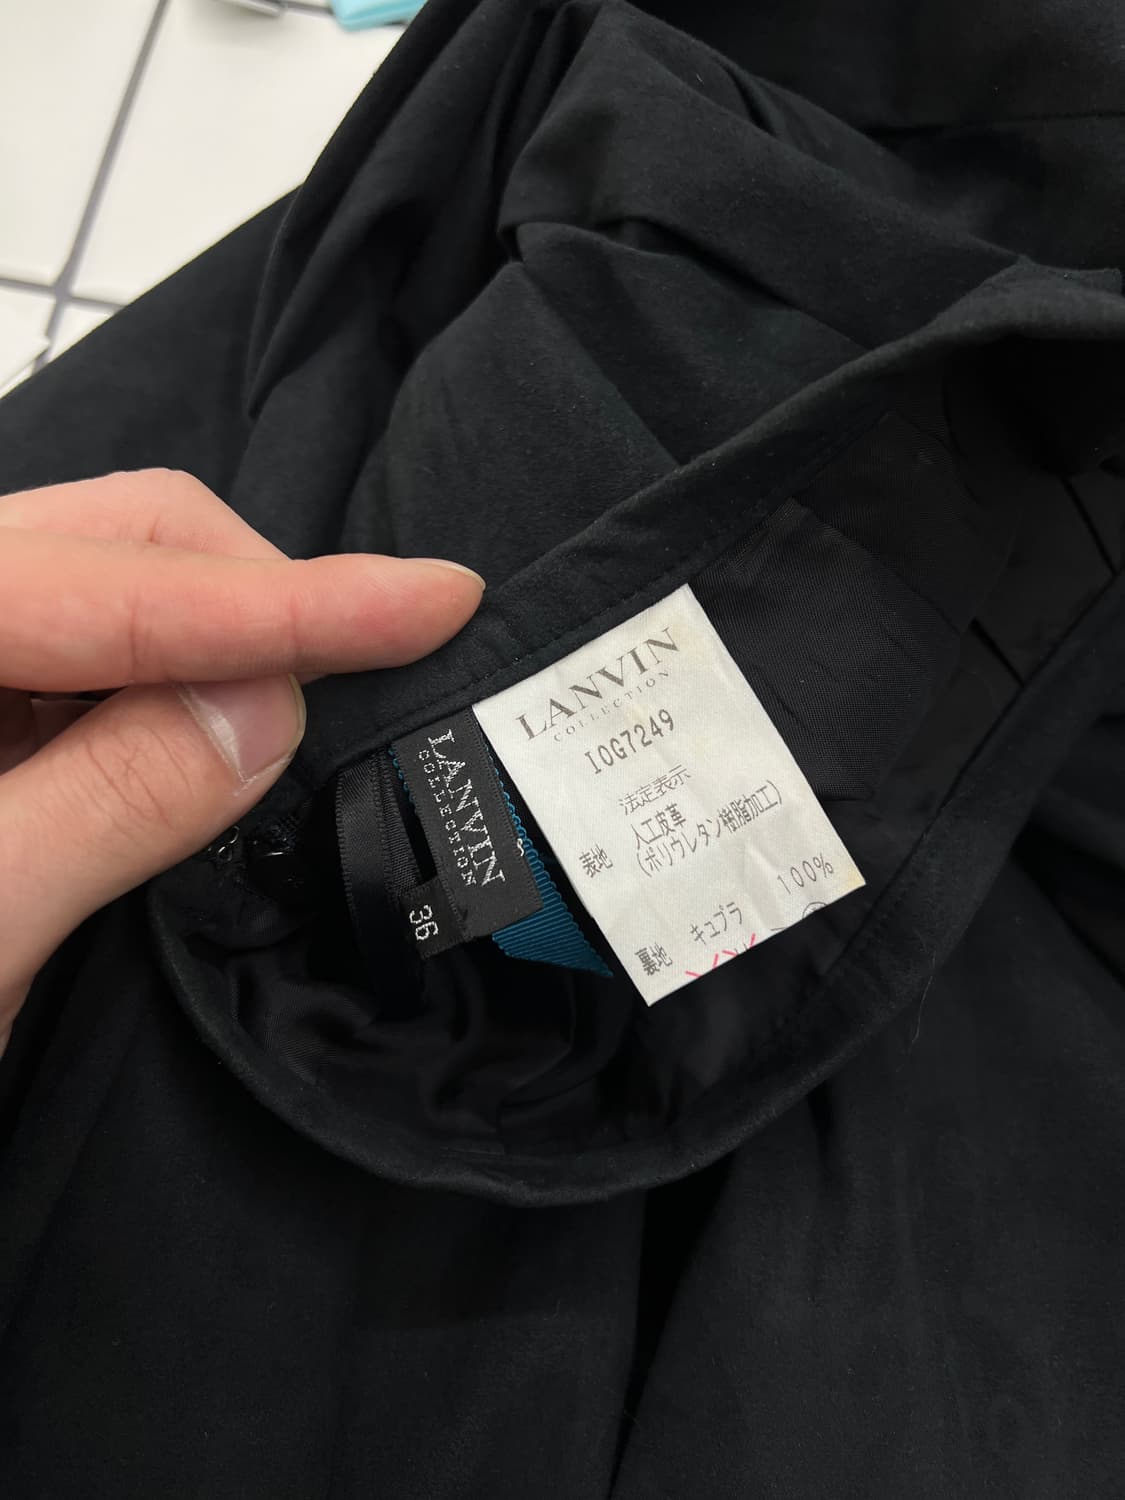 LANVIN
COLLECTION
36
LANVIN
COLLECTION
IOG7249
法定表示
表地 人工皮革
(ポリウレタン樹脂加工)
100%
裏地 キュプラ